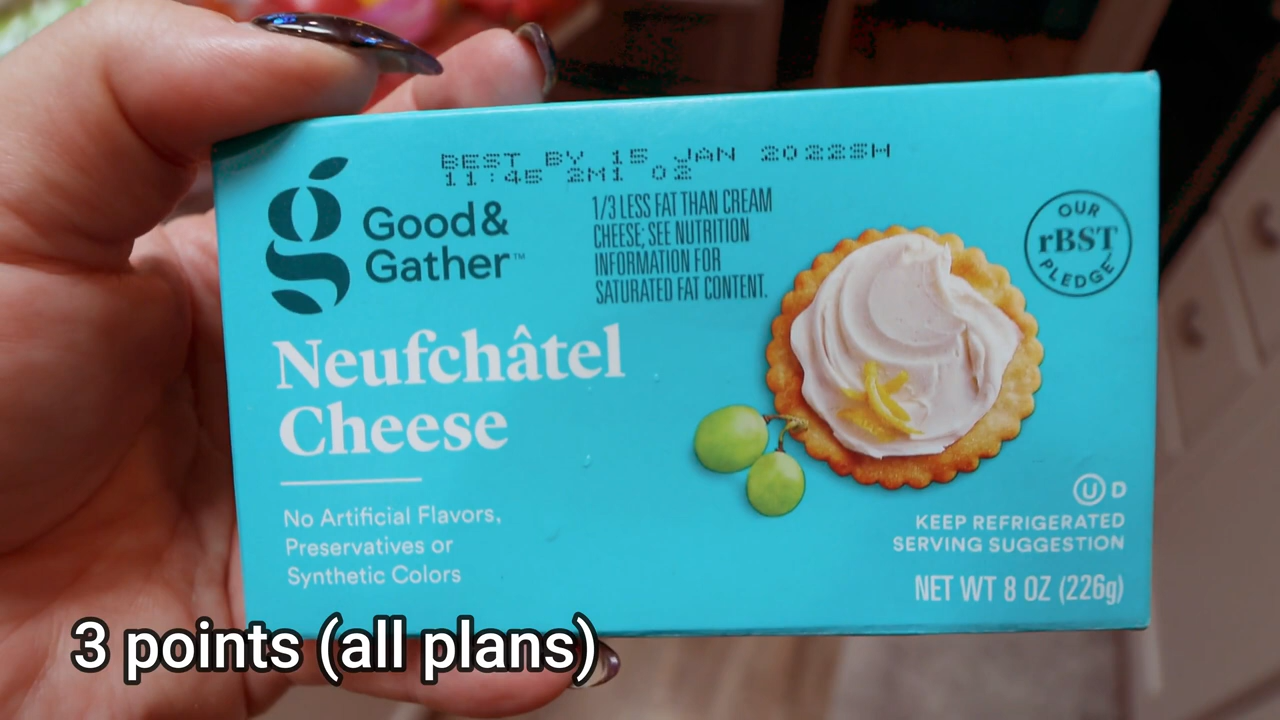 BEST BY 15 JAN 2022SH
11:45 2M1 02
g
Good &
Gather™
1/3 LESS FAT THAN CREAM
CHEESE; SEE NUTRITION
INFORMATION FOR
SATURATED FAT CONTENT.
OUR
rBST
PLEDGE
Neufchâtel
Cheese
No Artificial Flavors,
Preservatives or
Synthetic Colors
U D
KEEP REFRIGERATED
SERVING SUGGESTION
NET WT 8 OZ (226g)
3 points (all plans)